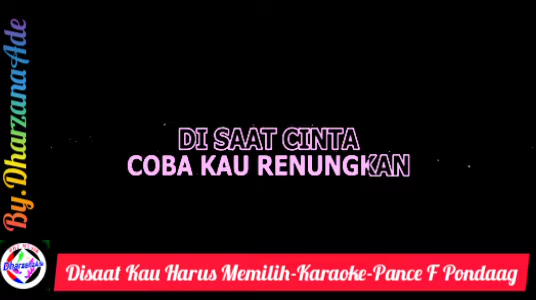 By.DharzanaAde
DI SAAT CINTA
COBA KAU RENUNGKAN
Disaat Kau Harus Memilih-Karaoke-Pance F Pondaag